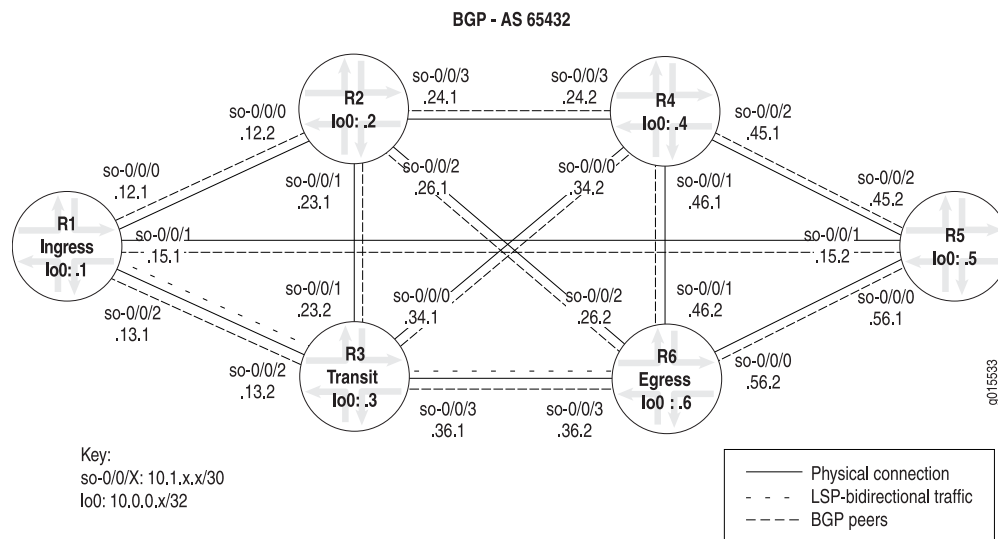 BGP - AS 65432
R1
Ingress
lo0: .1
so-0/0/0
.12.1
so-0/0/1
.15.1
so-0/0/2
.13.1
so-0/0/0
.12.2
R2
lo0: .2
so-0/0/3
.24.1
so-0/0/1
.23.1
so-0/0/2
.26.1
so-0/0/3
.24.2
R4
lo0: .4
so-0/0/0
.34.2
so-0/0/1
.46.1
so-0/0/2
.45.1
so-0/0/2
.45.2
so-0/0/1
.15.2
R5
lo0: .5
so-0/0/0
.56.1
so-0/0/1
.23.2
so-0/0/0
.34.1
so-0/0/2
.13.2
R3
Transit
lo0: .3
so-0/0/3
.36.1
so-0/0/2
.26.2
so-0/0/1
.46.2
R6
Egress
lo0 : .6
so-0/0/3
.36.2
so-0/0/0
.56.2
g015533
Key:
so-0/0/X: 10.1.x.x/30
lo0: 10.0.0.x/32
Physical connection
LSP-bidirectional traffic
BGP peers